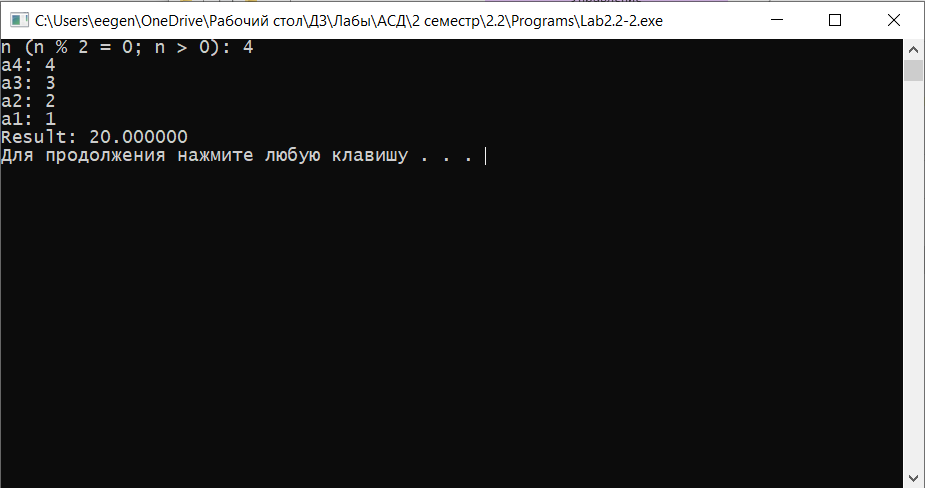 C:\Users\eegen\OneDrive\Рабочий стол\ДЗ\Лабы\АСД\2 семестр\2.2\Programs\Lab2.2-2.exe
n (n % 2 = 0; n > 0): 4
a4: 4
a3: 3
a2: 2
a1: 1
Result: 20.000000
Для продолжения нажмите любую клавишу . . .